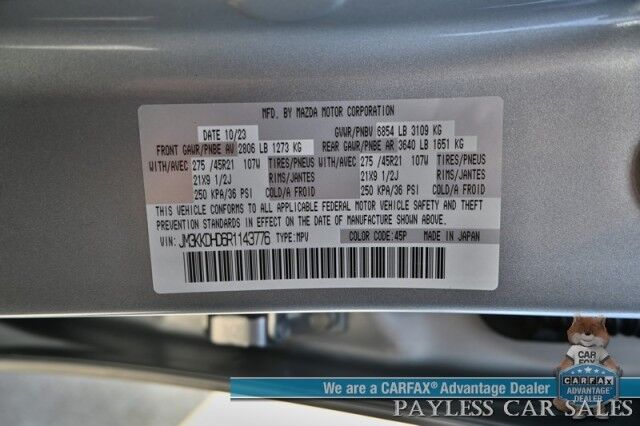 MFD. BY MAZDA MOTOR CORPORATION
DATE 10/23 GVWR/PNBV 6854 LB 3109 KG
FRONT GAWR/PNBE AV 2806 LB 1273 KG REAR GAWR/PNBE AR 3640 LB 1651 KG
WITH/AVEC 275 /45R21 107W TIRES/PNEUS WITH/AVEC 275 /45R21 107W TIRES/PNEUS
21X9 1/2J RIMS/JANTES 21X9 1/2J RIMS/JANTES
250 KPA/36 PSI COLD/A FROID 250 KPA/36 PSI COLD/A FROID
THIS VEHICLE CONFORMS TO ALL APPLICABLE FEDERAL MOTOR VEHICLE SAFETY AND THEFT
PREVENTION STANDARDS IN EFFECT ON THE DATE OF MANUFACTURE SHOWN ABOVE.
VIN: JM3KKDHD6R1143776 TYPE: MPV COLOR CODE: 45P MADE IN JAPAN
CAR
FOX
CARFAX
ADVANTAGE
DEALER
We are a CARFAX® Advantage Dealer
PAYLESS CAR SALES